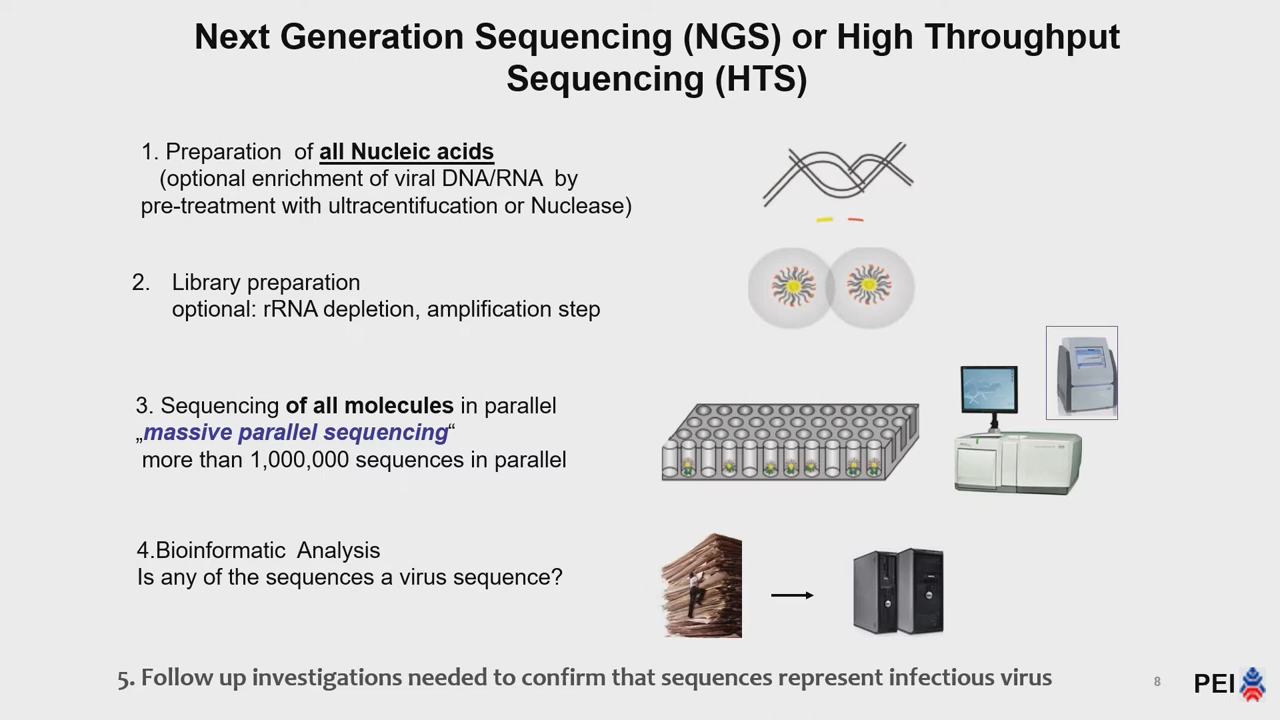 Next Generation Sequencing (NGS) or High Throughput
Sequencing (HTS)
1. Preparation of all Nucleic acids
(optional enrichment of viral DNA/RNA by
pre-treatment with ultracentifucation or Nuclease)
2. Library preparation
optional: rRNA depletion, amplification step
3. Sequencing of all molecules in parallel
„massive parallel sequencing“
more than 1,000,000 sequences in parallel
4.Bioinformatic Analysis
Is any of the sequences a virus sequence?
5. Follow up investigations needed to confirm that sequences represent infectious virus
8
PEI